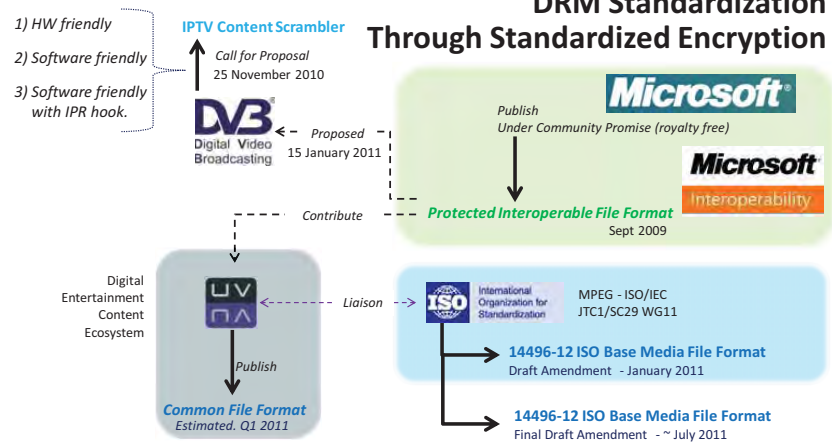 DRM Standardization
Through Standardized Encryption
1) HW friendly
2) Software friendly
3) Software friendly
with IPR hook.
IPTV Content Scrambler
Call for Proposal
25 November 2010
DVB
Digital Video
Broadcasting
Proposed
15 January 2011
Microsoft®
Publish
Under Community Promise (royalty free)
Microsoft
Interoperability
Protected Interoperable File Format
Sept 2009
Contribute
Digital
Entertainment
Content
Ecosystem
UV
Liaison
ISO
International
Organization for
Standardization
MPEG - ISO/IEC
JTC1/SC29 WG11
Publish
Common File Format
Estimated. Q1 2011
14496-12 ISO Base Media File Format
Draft Amendment - January 2011
14496-12 ISO Base Media File Format
Final Draft Amendment - ~ July 2011